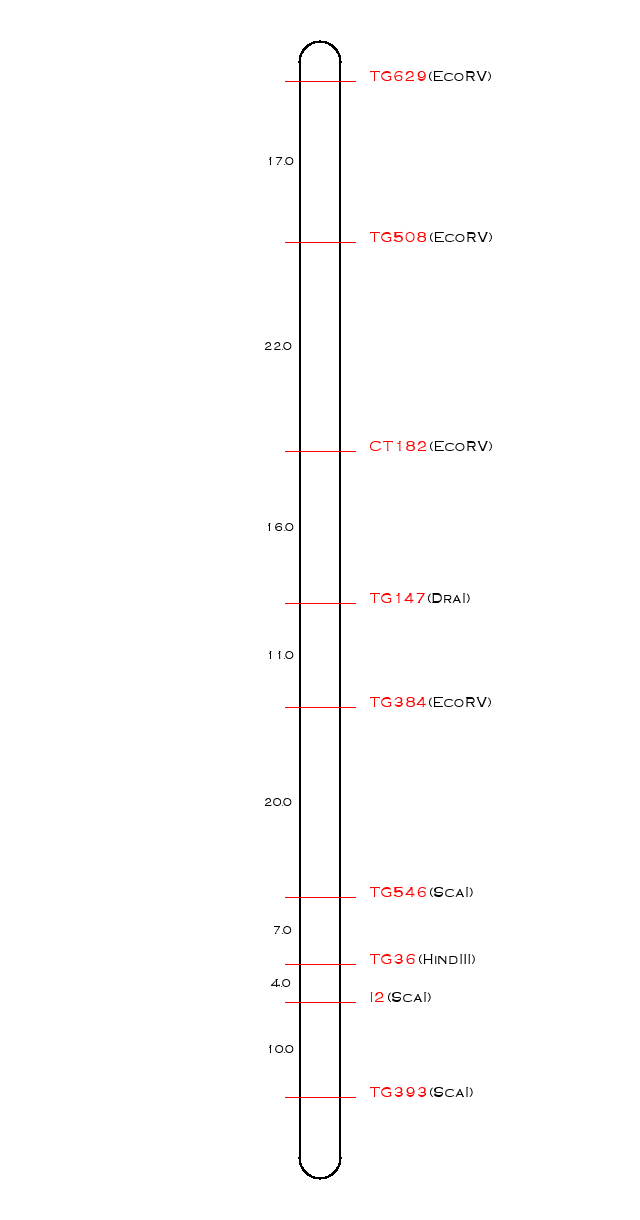 TG629(EcoRV)
17.0
TG508(EcoRV)
22.0
CT182(EcoRV)
16.0
TG147(DraI)
11.0
TG384(EcoRV)
20.0
TG546(ScaI)
7.0
TG36(HindIII)
4.0
I2(ScaI)
10.0
TG393(ScaI)